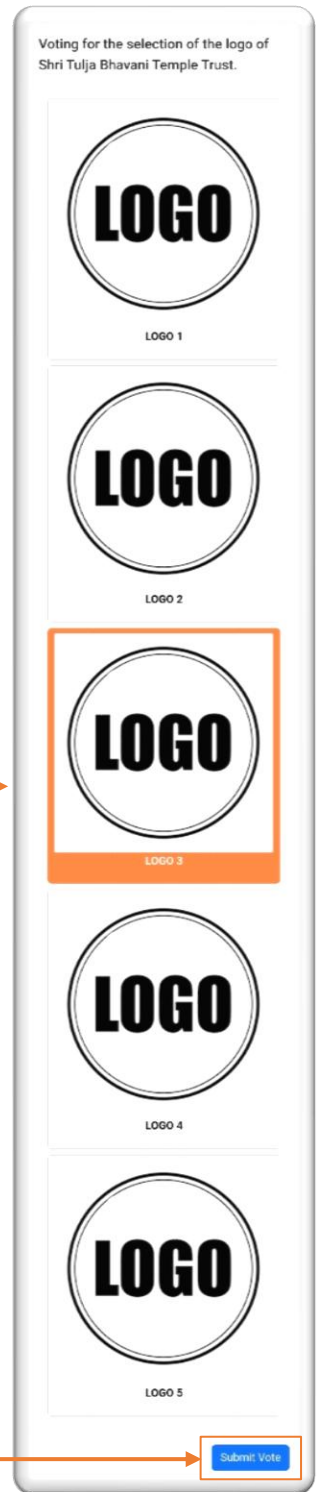 Voting for the selection of the logo of
Shri Tulja Bhavani Temple Trust.
LOGO
LOGO 1
LOGO
LOGO 2
LOGO
LOGO 3
LOGO
LOGO 4
LOGO
LOGO 5
Submit Vote